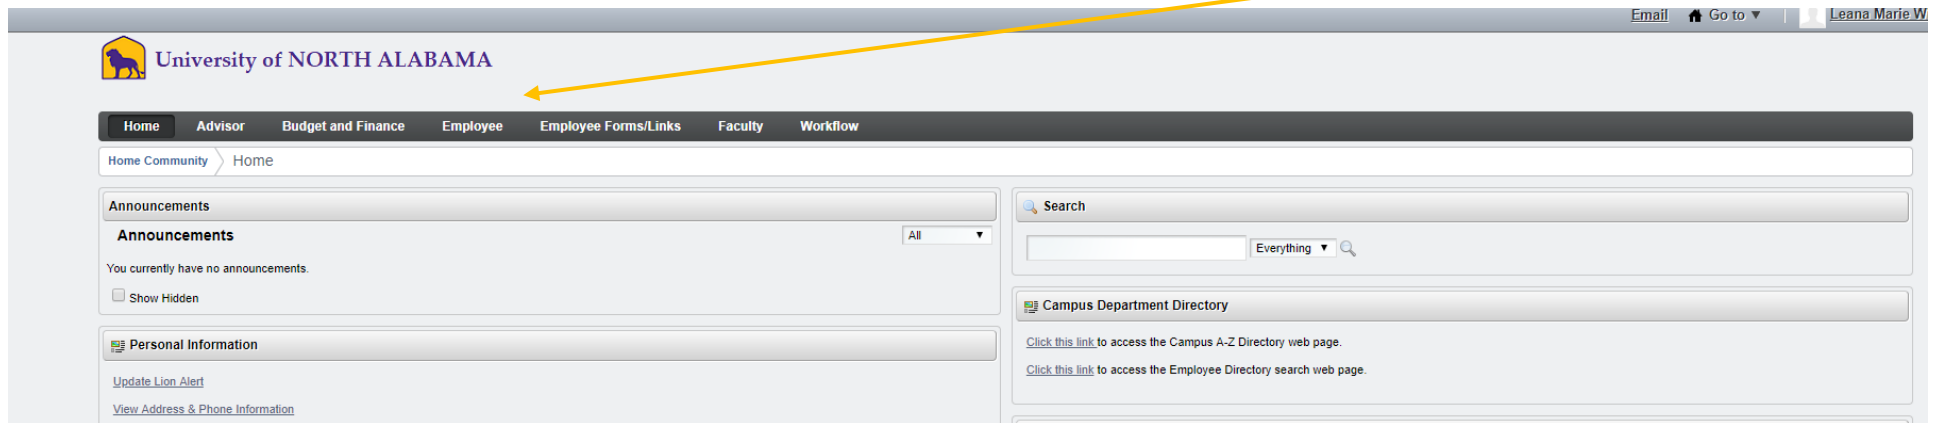 Email Go to ▼ Leana Marie W
University of NORTH ALABAMA
Home Advisor Budget and Finance Employee Employee Forms/Links Faculty Workflow
Home Community Home
Announcements
Announcements All ▼
You currently have no announcements.
Show Hidden
Personal Information
Update Lion Alert
View Address & Phone Information
Search
Everything ▼
Campus Department Directory
Click this link to access the Campus A-Z Directory web page.
Click this link to access the Employee Directory search web page.